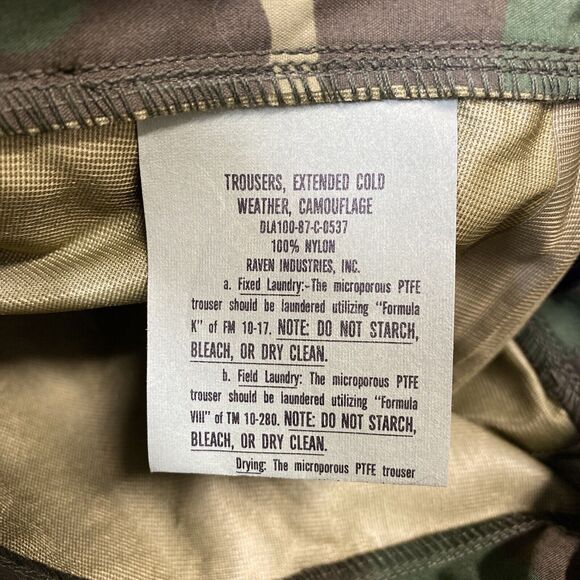 TROUSERS, EXTENDED COLD
WEATHER, CAMOUFLAGE
DLA100-87-C-0537
100% NYLON
RAVEN INDUSTRIES, INC.
a. Fixed Laundry:-The microporous PTFE
trouser should be laundered utilizing "Formula
K" of FM 10-17. NOTE: DO NOT STARCH,
BLEACH, OR DRY CLEAN.
b. Field Laundry: The microporous PTFE
trouser should be laundered utilizing "Formula
VIII" of TM 10-280. NOTE: DO NOT STARCH,
BLEACH, OR DRY CLEAN.
Drying: The microporous PTFE trouser